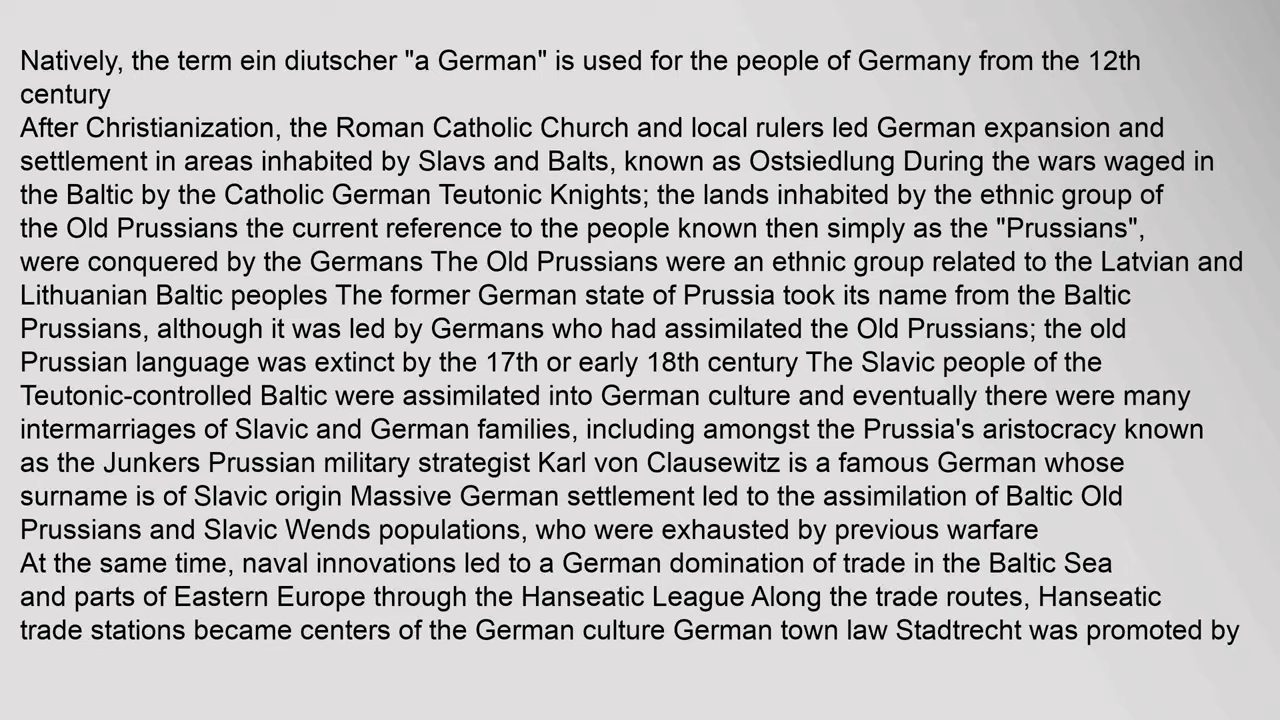 Natively, the term ein diutscher "a German" is used for the people of Germany from the 12th
century
After Christianization, the Roman Catholic Church and local rulers led German expansion and
settlement in areas inhabited by Slavs and Balts, known as Ostsiedlung During the wars waged in
the Baltic by the Catholic German Teutonic Knights; the lands inhabited by the ethnic group of
the Old Prussians the current reference to the people known then simply as the "Prussians",
were conquered by the Germans The Old Prussians were an ethnic group related to the Latvian and
Lithuanian Baltic peoples The former German state of Prussia took its name from the Baltic
Prussians, although it was led by Germans who had assimilated the Old Prussians; the old
Prussian language was extinct by the 17th or early 18th century The Slavic people of the
Teutonic-controlled Baltic were assimilated into German culture and eventually there were many
intermarriages of Slavic and German families, including amongst the Prussia's aristocracy known
as the Junkers Prussian military strategist Karl von Clausewitz is a famous German whose
surname is of Slavic origin Massive German settlement led to the assimilation of Baltic Old
Prussians and Slavic Wends populations, who were exhausted by previous warfare
At the same time, naval innovations led to a German domination of trade in the Baltic Sea
and parts of Eastern Europe through the Hanseatic League Along the trade routes, Hanseatic
trade stations became centers of the German culture German town law Stadtrecht was promoted by